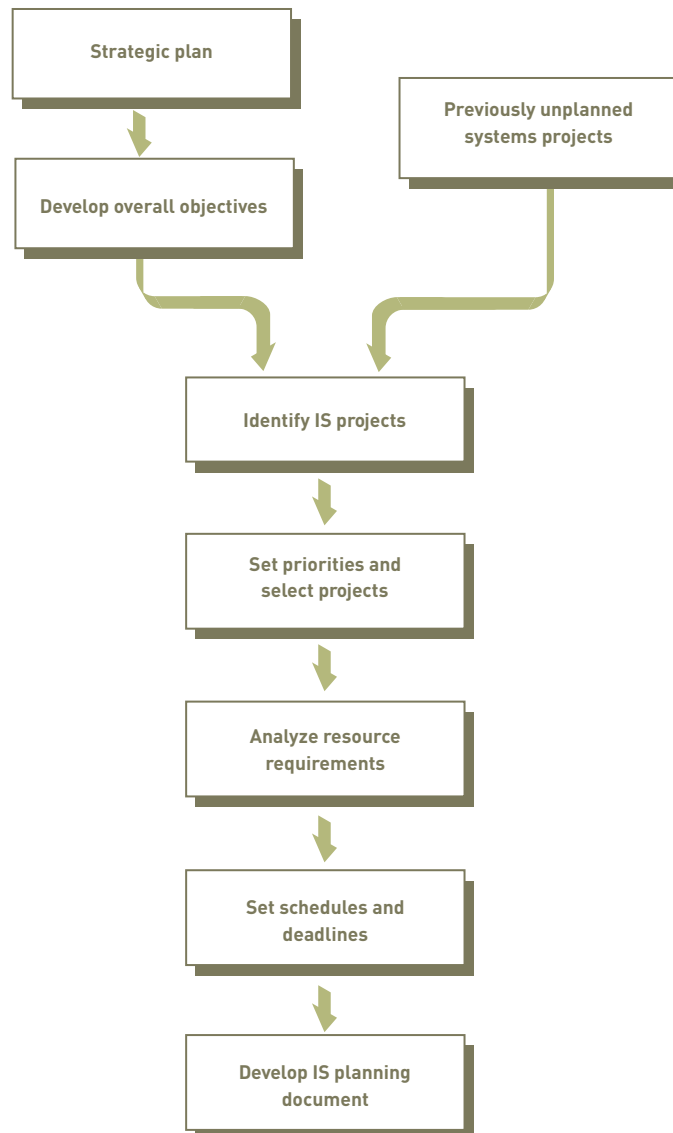 Strategic plan
Previously unplanned
systems projects
Develop overall objectives
Identify IS projects
Set priorities and
select projects
Analyze resource
requirements
Set schedules and
deadlines
Develop IS planning
document